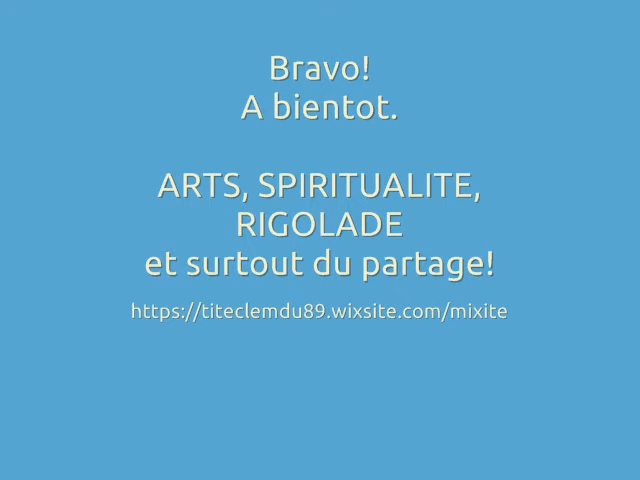 Bravo!
A bientot.
ARTS, SPIRITUALITE,
RIGOLADE
et surtout du partage!
https://titeclemdu89.wixsite.com/mixite